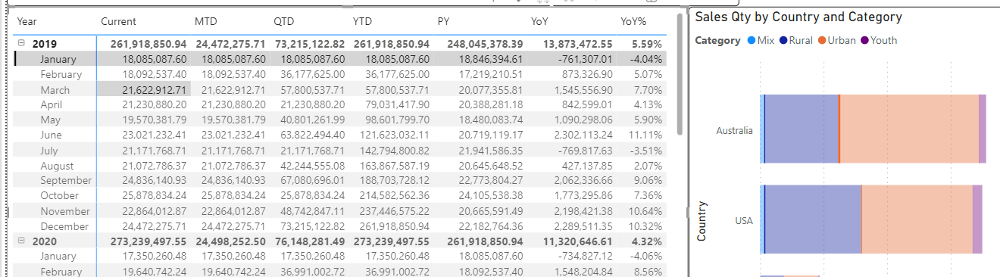 Year Current MTD QTD YTD PY YoY YoY%
2019 261,918,850.94 24,472,275.71 73,215,122.82 261,918,850.94 248,045,378.39 13,873,472.55 5.59%
January 18,085,087.60 18,085,087.60 18,085,087.60 18,085,087.60 18,846,394.61 -761,307.01 -4.04%
February 18,092,537.40 18,092,537.40 36,177,625.00 36,177,625.00 17,219,210.51 873,326.90 5.07%
March 21,622,912.71 21,622,912.71 57,800,537.71 57,800,537.71 20,077,355.81 1,545,556.90 7.70%
April 21,230,880.20 21,230,880.20 21,230,880.20 79,031,417.90 20,388,281.18 842,599.01 4.13%
May 19,570,381.79 19,570,381.79 40,801,261.99 98,601,799.70 18,480,083.74 1,090,298.06 5.90%
June 23,021,232.41 23,021,232.41 63,822,494.40 121,623,032.11 20,719,119.17 2,302,113.24 11.11%
July 21,171,768.71 21,171,768.71 21,171,768.71 142,794,800.82 21,941,586.35 -769,817.63 -3.51%
August 21,072,786.37 21,072,786.37 42,244,555.08 163,867,587.19 20,645,648.52 427,137.85 2.07%
September 24,836,140.93 24,836,140.93 67,080,696.01 188,703,728.12 22,773,804.27 2,062,336.66 9.06%
October 25,878,834.24 25,878,834.24 25,878,834.24 214,582,562.36 24,105,538.38 1,773,295.86 7.36%
November 22,864,012.87 22,864,012.87 48,742,847.11 237,446,575.22 20,665,591.49 2,198,421.38 10.64%
December 24,472,275.71 24,472,275.71 73,215,122.82 261,918,850.94 22,182,764.36 2,289,511.35 10.32%
2020 273,239,497.55 24,498,252.50 76,148,281.49 273,239,497.55 261,918,850.94 11,320,646.61 4.32%
January 17,350,260.48 17,350,260.48 17,350,260.48 17,350,260.48 18,085,087.60 -734,827.12 -4.06%
February 19,640,742.24 19,640,742.24 36,991,002.72 36,991,002.72 18,092,537.40 1,548,204.84 8.56%
Sales Qty by Country and Category
Category Mix Rural Urban Youth
Country
Australia
USA